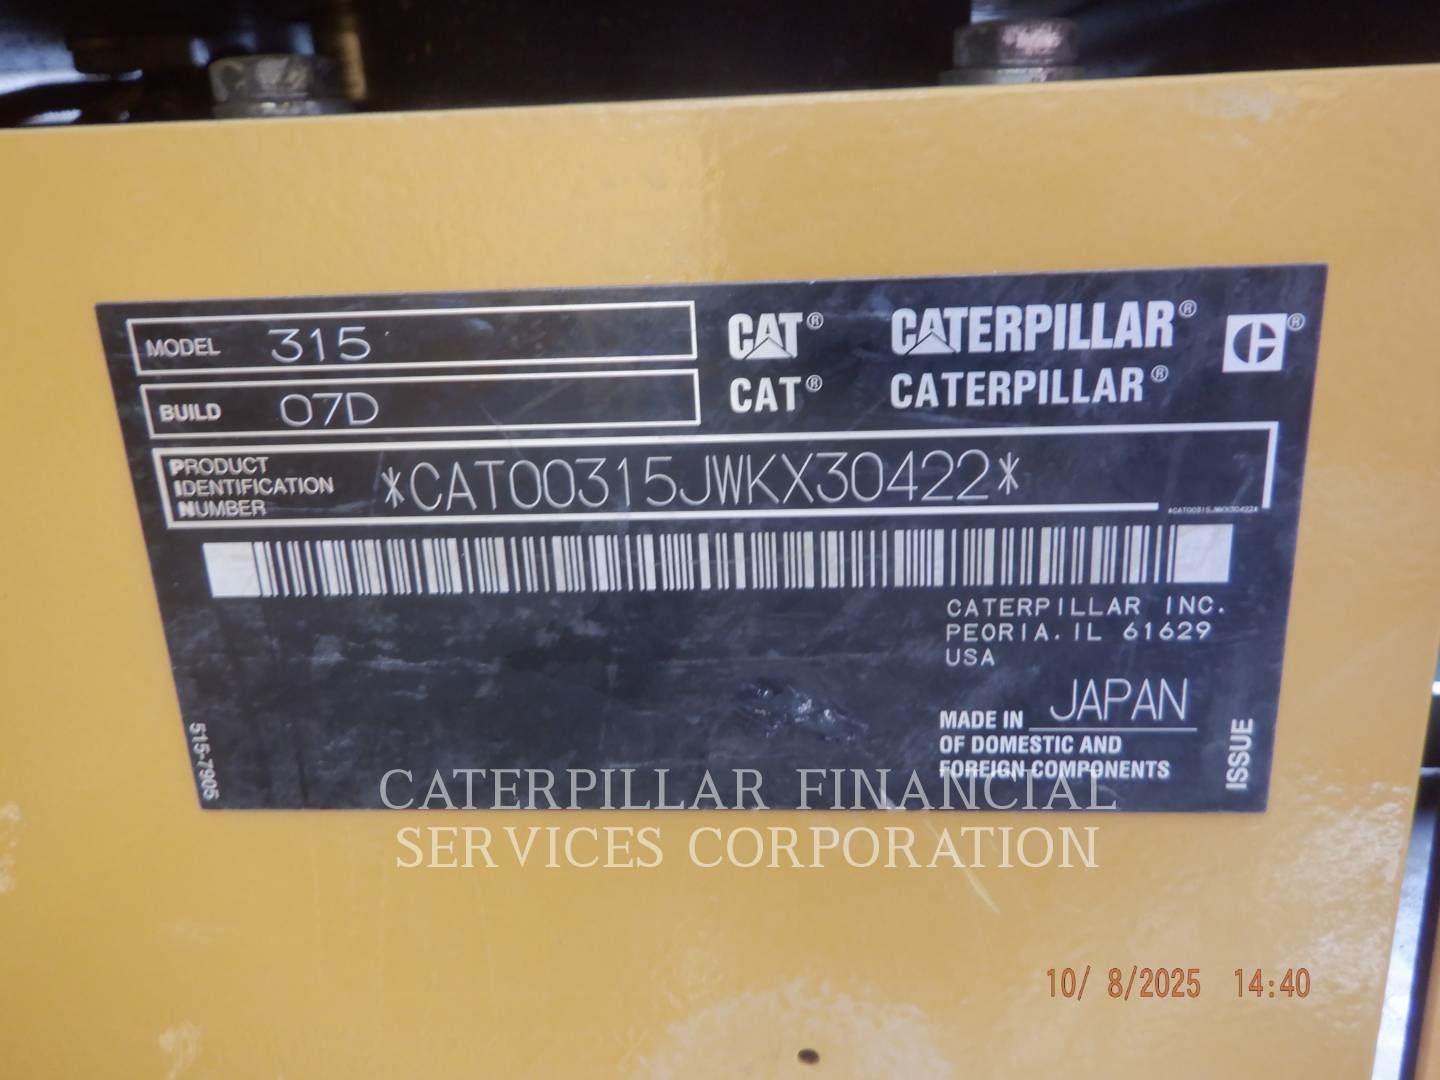 MODEL 315
BUILD 07D
CAT® CATERPILLAR®
CAT® CATERPILLAR®
PRODUCT
IDENTIFICATION
NUMBER
*CAT00315JWKX30422*
*CAT00315JWKX30422*
CATERPILLAR INC.
PEORIA. IL 61629
USA
MADE IN JAPAN
OF DOMESTIC AND
FOREIGN COMPONENTS
ISSUE
515-7905
CATERPILLAR FINANCIAL
SERVICES CORPORATION
10/ 8/2025 14:40